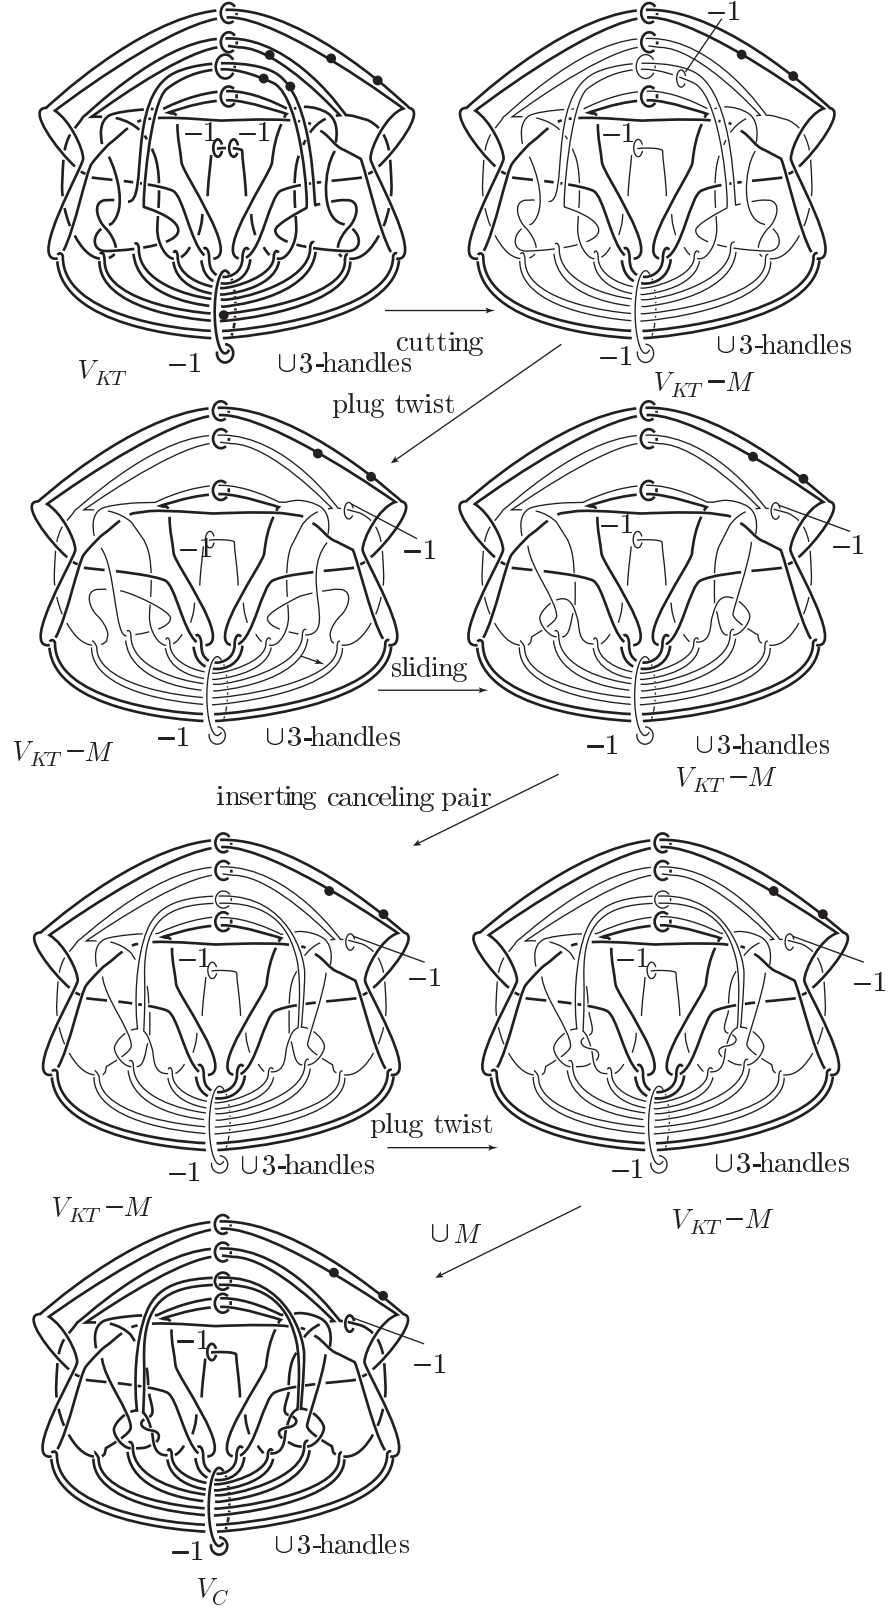 −1
−1 −1
−1
−1 ∪3-handles
V_KT
cutting
−1 ∪3-handles
V_KT−M
plug twist
−1
−1
−1 ∪3-handles
V_KT−M
sliding
−1
−1
−1 ∪3-handles
V_KT−M
inserting canceling pair
−1
−1
−1 ∪3-handles
V_KT−M
plug twist
−1
−1
−1 ∪3-handles
V_KT−M
∪M
−1
−1
−1 ∪3-handles
V_C